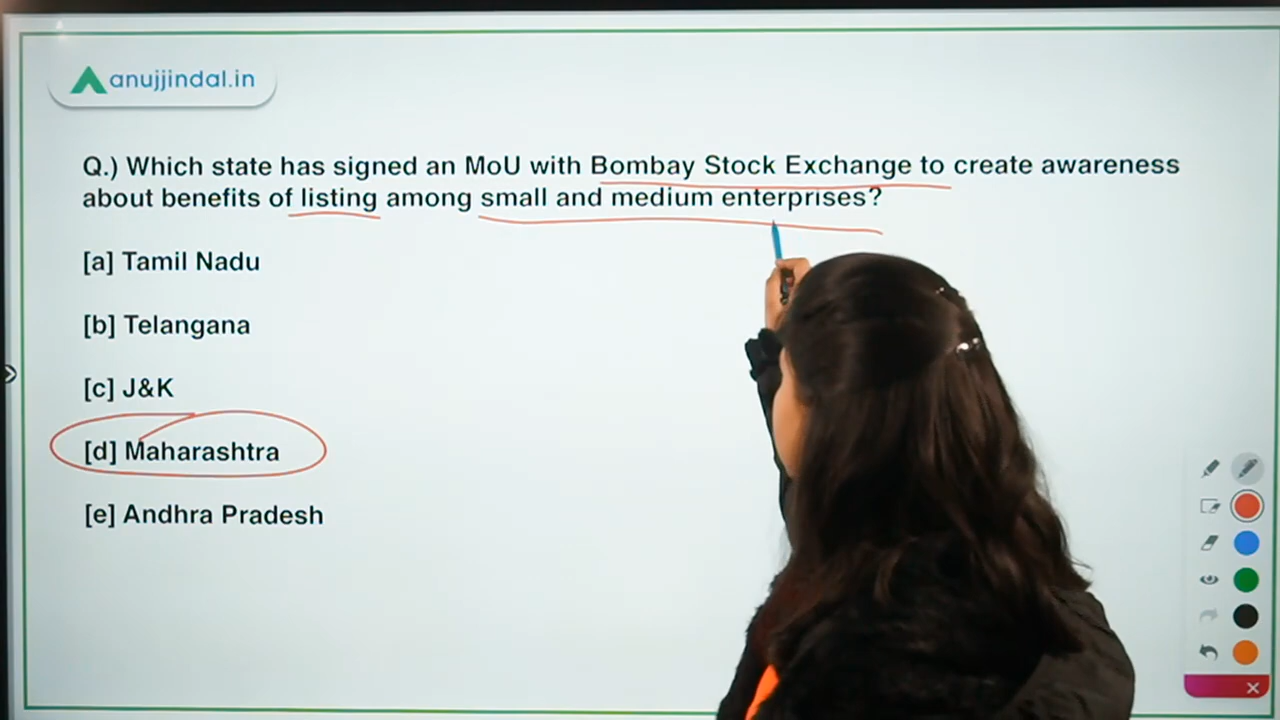 anujjindal.in
Q.) Which state has signed an MoU with Bombay Stock Exchange to create awareness
about benefits of listing among small and medium enterprises?
[a] Tamil Nadu
[b] Telangana
[c] J&K
[d] Maharashtra
[e] Andhra Pradesh